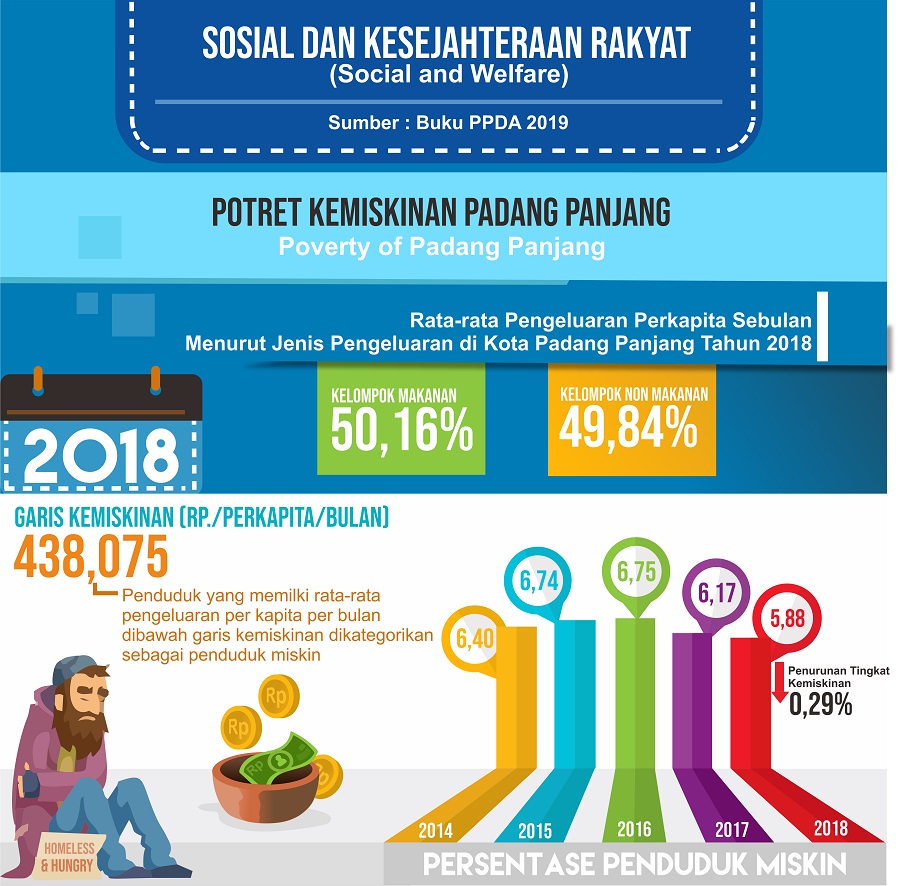 SOSIAL DAN KESEJAHTERAAN RAKYAT
(Social and Welfare)
Sumber : Buku PPDA 2019
POTRET KEMISKINAN PADANG PANJANG
Poverty of Padang Panjang
Rata-rata Pengeluaran Perkapita Sebulan
Menurut Jenis Pengeluaran di Kota Padang Panjang Tahun 2018
2018
KELOMPOK MAKANAN
50,16%
KELOMPOK NON MAKANAN
49,84%
GARIS KEMISKINAN (RP./PERKAPITA/BULAN)
438,075
Penduduk yang memilki rata-rata
pengeluaran per kapita per bulan
dibawah garis kemiskinan dikategorikan
sebagai penduduk miskin
6,40
6,74
6,75
6,17
5,88
Penurunan Tingkat
Kemiskinan
0,29%
Rp
Rp
Rp
HOMELESS
& HUNGRY
2014
2015
2016
2017
2018
PERSENTASE PENDUDUK MISKIN